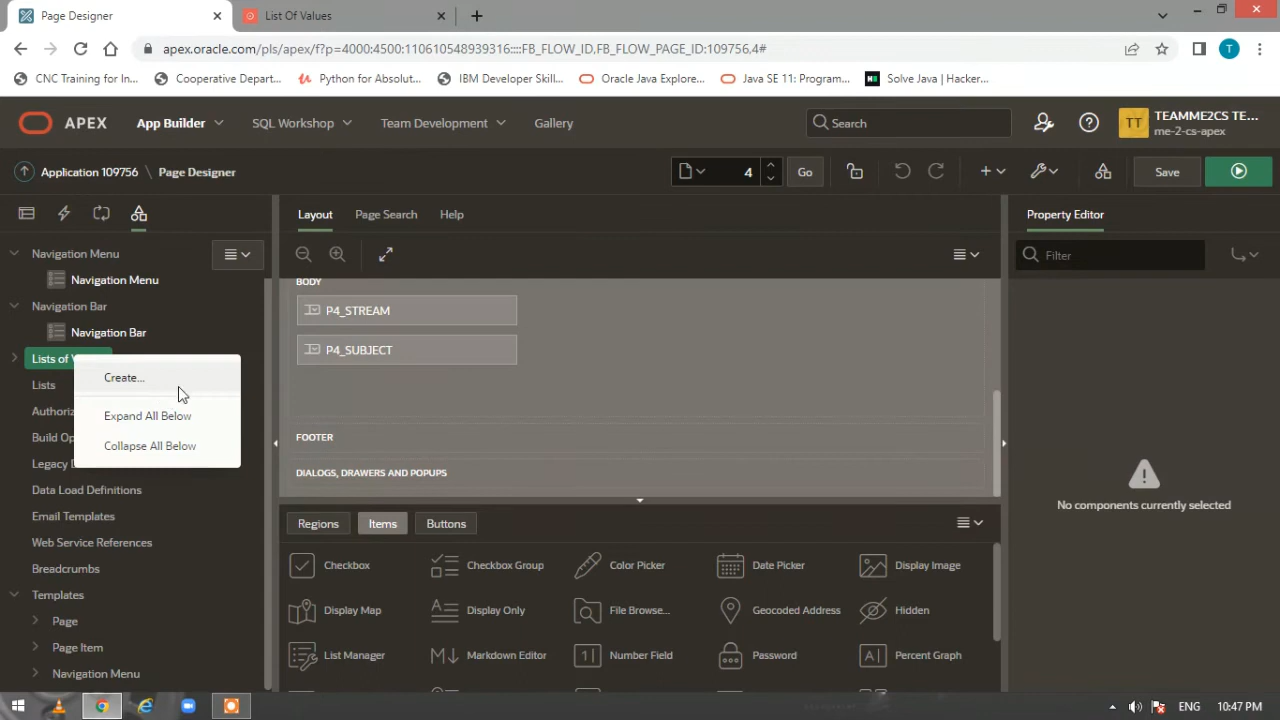 Page Designer
List Of Values
apex.oracle.com/pls/apex/f?p=4000:4500:110610548939316::::FB_FLOW_ID,FB_FLOW_PAGE_ID:109756,4#
T
CNC Training for In...
Cooperative Depart...
Python for Absolut...
IBM Developer Skil...
Oracle Java Explore...
Java SE 11: Program...
Solve Java | Hacker...
APEX
App Builder
SQL Workshop
Team Development
Gallery
Search
TT
TEAMME2CS TE...
me-2-cs-apex
Application 109756 \ Page Designer
4
Go
Save
Layout
Page Search
Help
Property Editor
Filter
Navigation Menu
Navigation Menu
Navigation Bar
Navigation Bar
Lists of
Lists
Build
Legacy
Data Load Definitions
Email Templates
Web Service References
Breadcrumbs
Templates
Page
Page Item
Navigation Menu
Create...
Expand All Below
Collapse All Below
BODY
P4_STREAM
P4_SUBJECT
FOOTER
DIALOGS, DRAWERS AND POPUPS
No components currently selected
Regions
Items
Buttons
Checkbox
Checkbox Group
Color Picker
Date Picker
Display Image
Display Map
Display Only
File Browse...
Geocoded Address
Hidden
List Manager
Markdown Editor
Number Field
Password
Percent Graph
ENG
10:47 PM